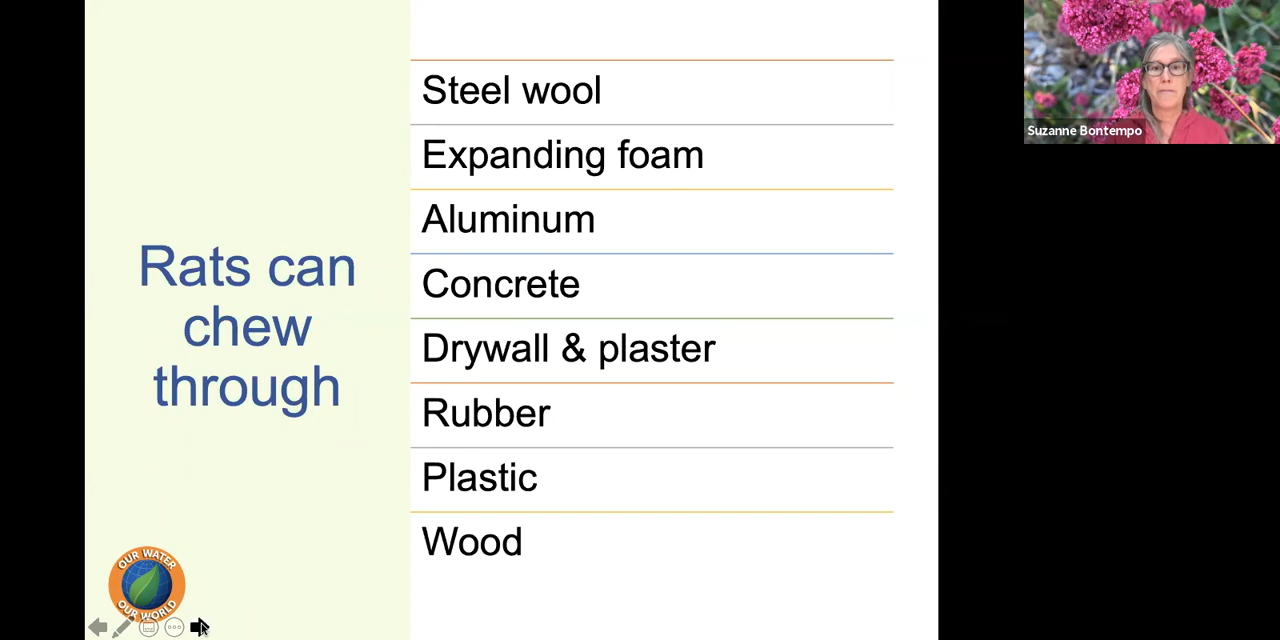 Rats can
chew
through
Steel wool
Expanding foam
Aluminum
Concrete
Drywall & plaster
Rubber
Plastic
Wood
OUR WATER
OUR WORLD
Suzanne Bontempo